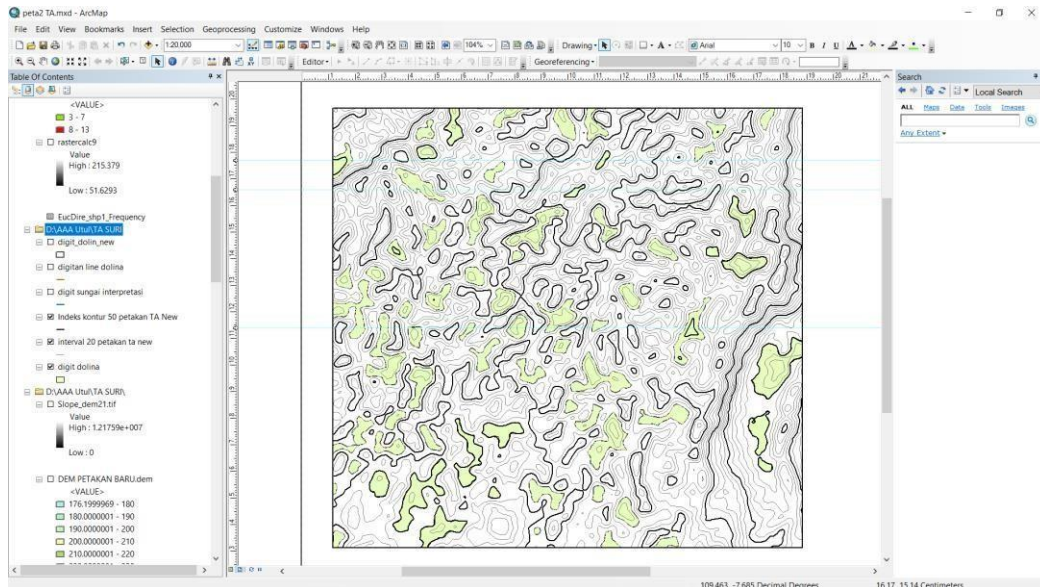 peta2 TA.mxd - ArcMap
File Edit View Bookmarks Insert Selection Geoprocessing Customize Windows Help
1:20.000 104% Drawing Arial 10 B I U A
Editor Georeferencing
Table Of Contents
<VALUE>
3 - 7
8 - 13
rastercalc9
Value
High : 215.379
Low : 51.6293
EucDire_shp1_Frequency
D:\AAA Utul\TA SURI
digit_dolin_new
digitan line dolina
digit sungai interpretasi
Indeks kontur 50 petakan TA New
interval 20 petakan ta new
digit dolina
D:\AAA Utul\TA SURI\
Slope_dem21.tif
Value
High : 1.21759e+007
Low : 0
DEM PETAKAN BARU.dem
<VALUE>
176.1999969 - 180
180.0000001 - 190
190.0000001 - 200
200.0000001 - 210
210.0000001 - 220
Search
Local Search
ALL Maps Data Tools Images
Any Extent
109.463 -7.685 Decimal Degrees 16.17 15.14 Centimeters